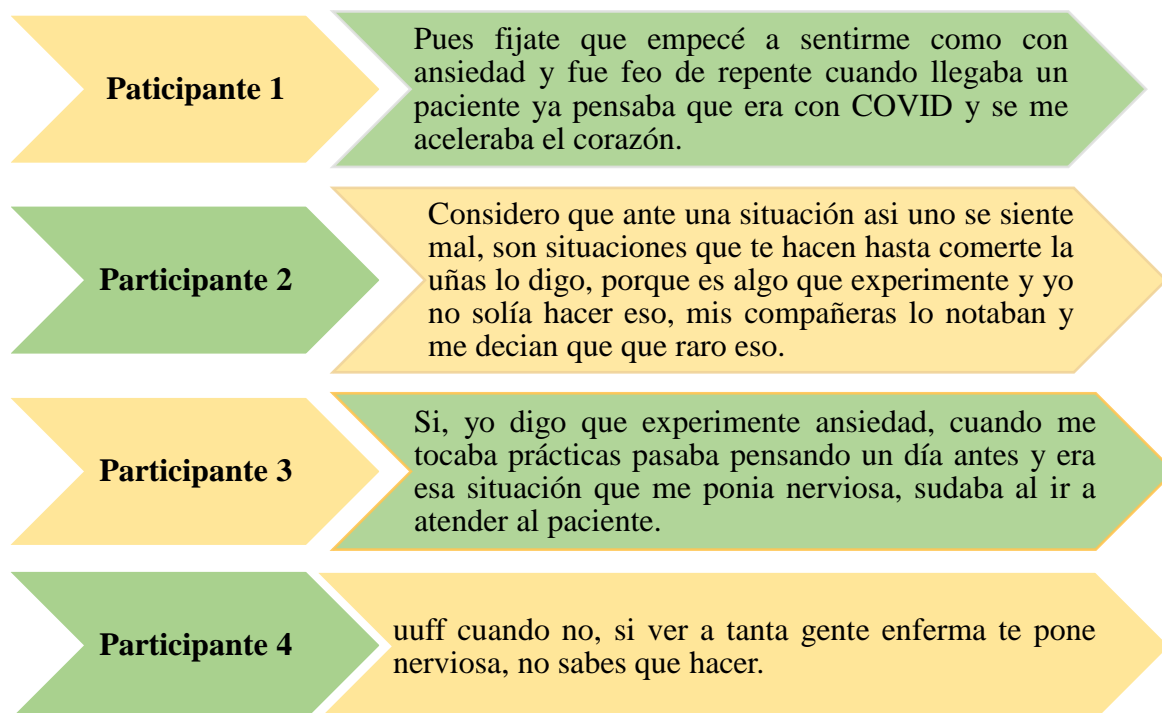 Paticipante 1
Pues fijate que empecé a sentirme como con
ansiedad y fue feo de repente cuando llegaba un
paciente ya pensaba que era con COVID y se me
aceleraba el corazón.
Participante 2
Considero que ante una situación asi uno se siente
mal, son situaciones que te hacen hasta comerte la
uñas lo digo, porque es algo que experimente y yo
no solía hacer eso, mis compañeras lo notaban y
me decian que que raro eso.
Participante 3
Si, yo digo que experimente ansiedad, cuando me
tocaba prácticas pasaba pensando un día antes y era
esa situación que me ponia nerviosa, sudaba al ir a
atender al paciente.
Participante 4
uuff cuando no, si ver a tanta gente enferma te pone
nerviosa, no sabes que hacer.